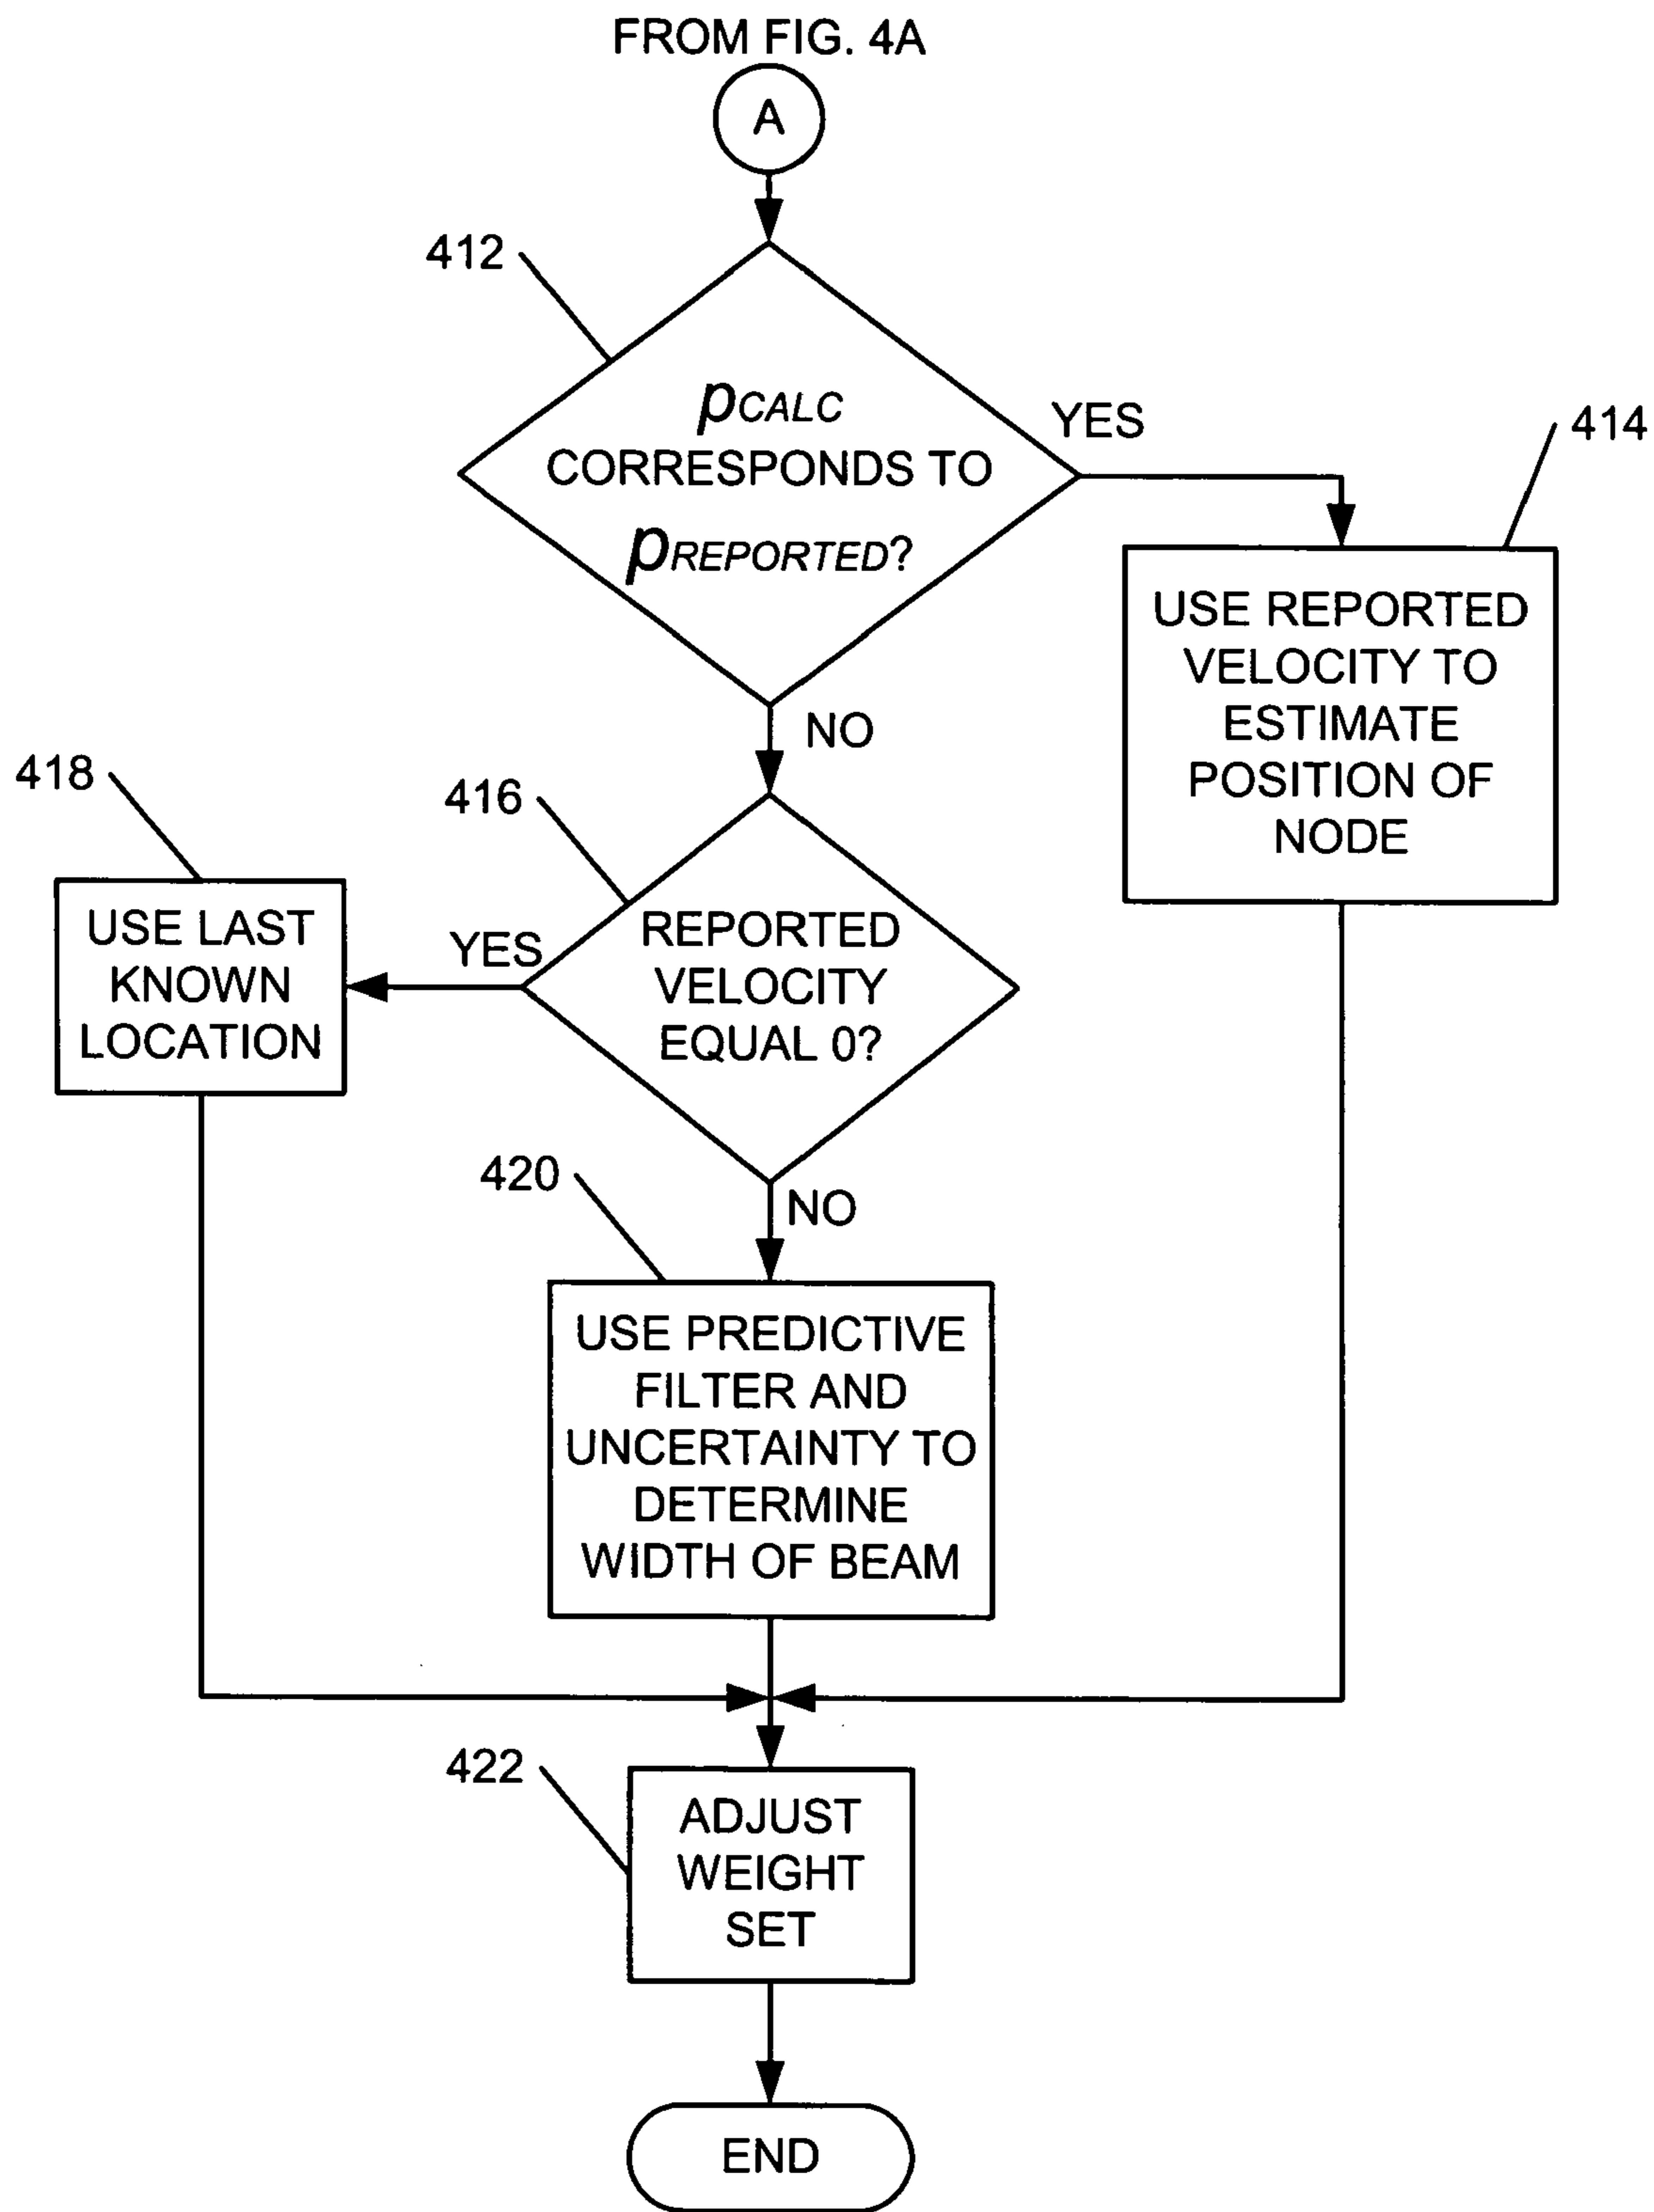 FROM FIG. 4A
A
412
pCALC
CORRESPONDS TO
pREPORTED?
YES
414
USE REPORTED
VELOCITY TO
ESTIMATE
POSITION OF
NODE
NO
418
416
USE LAST
KNOWN
LOCATION
YES
REPORTED
VELOCITY
EQUAL 0?
420
NO
USE PREDICTIVE
FILTER AND
UNCERTAINTY TO
DETERMINE
WIDTH OF BEAM
422
ADJUST
WEIGHT
SET
END